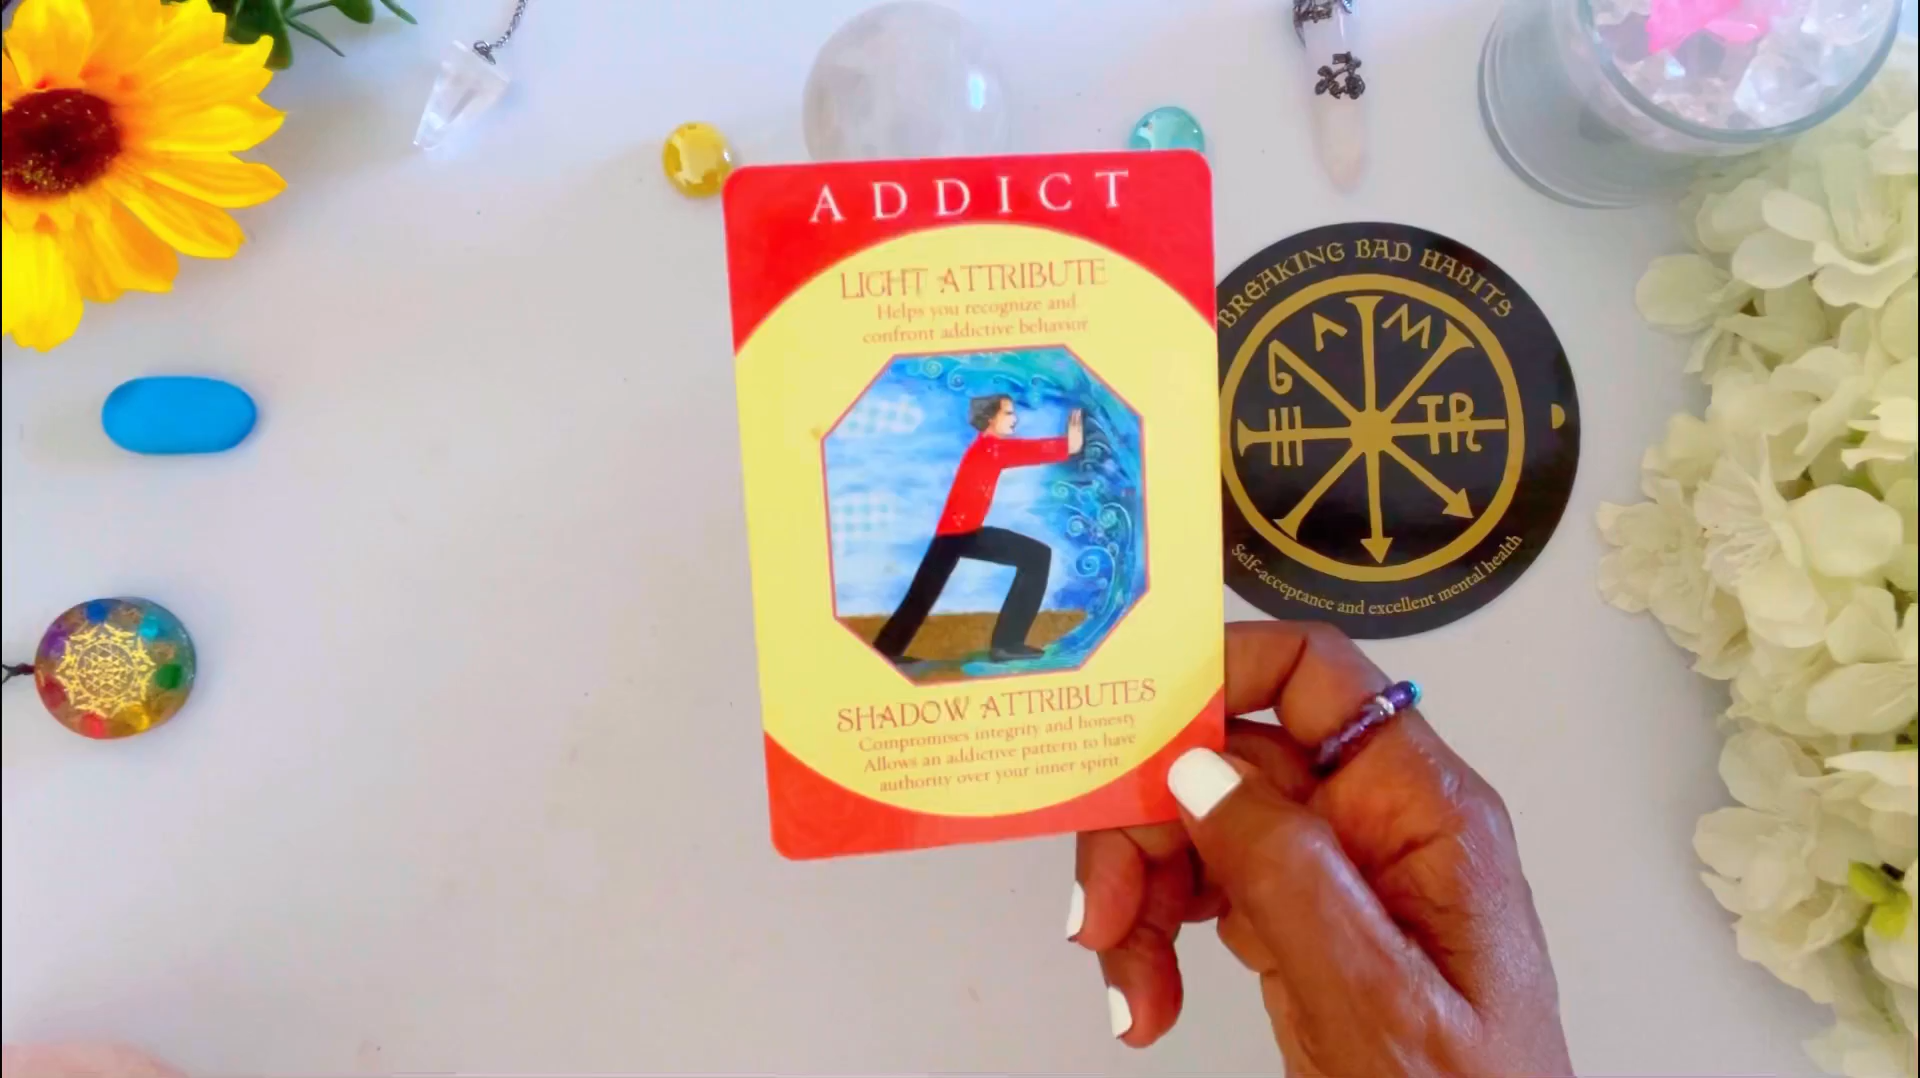 ADDICT
LIGHT ATTRIBUTE
Helps you recognize and
confront addictive behavior
SHADOW ATTRIBUTES
Compromises integrity and honesty
Allows an addictive pattern to have
authority over your inner spirit.
BREAKING BAD HABITS
M
TR
Self-acceptance and excellent mental health